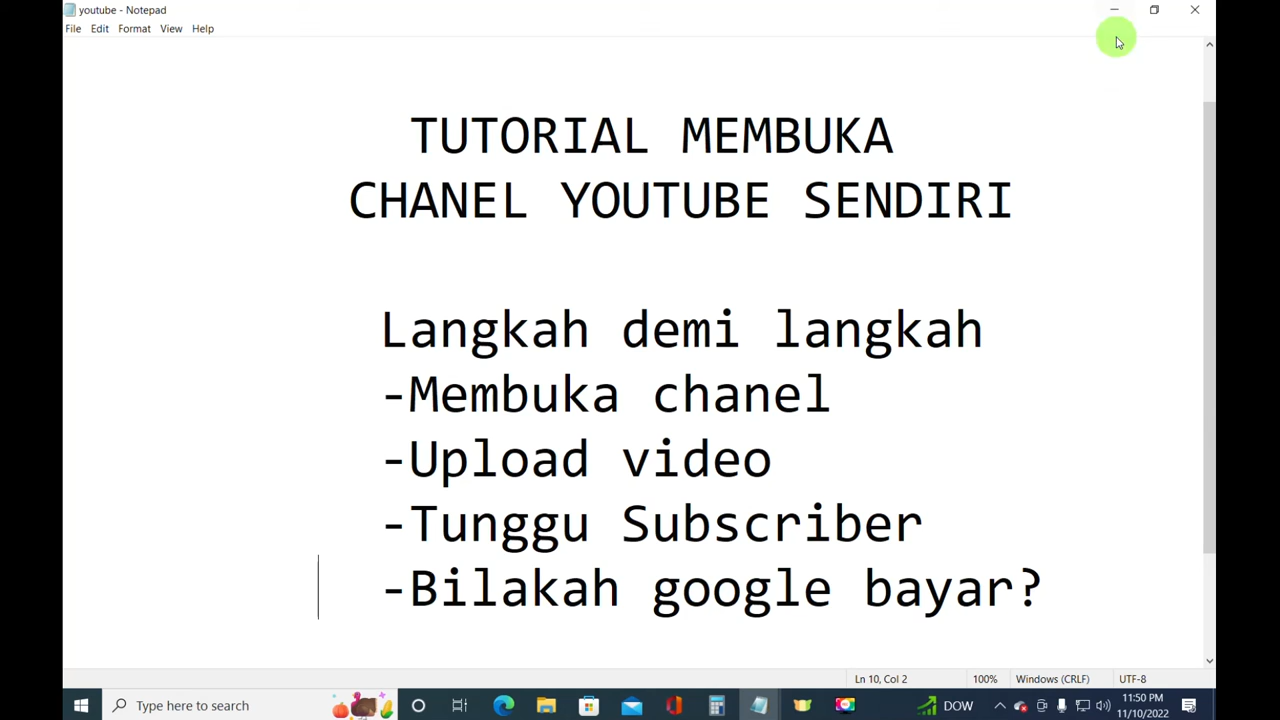 youtube - Notepad
File Edit Format View Help
TUTORIAL MEMBUKA
CHANEL YOUTUBE SENDIRI
Langkah demi langkah
-Membuka chanel
-Upload video
-Tunggu Subscriber
-Bilakah google bayar?
Ln 10, Col 2 100% Windows (CRLF) UTF-8
Type here to search DOW 11:50 PM
11/10/2022